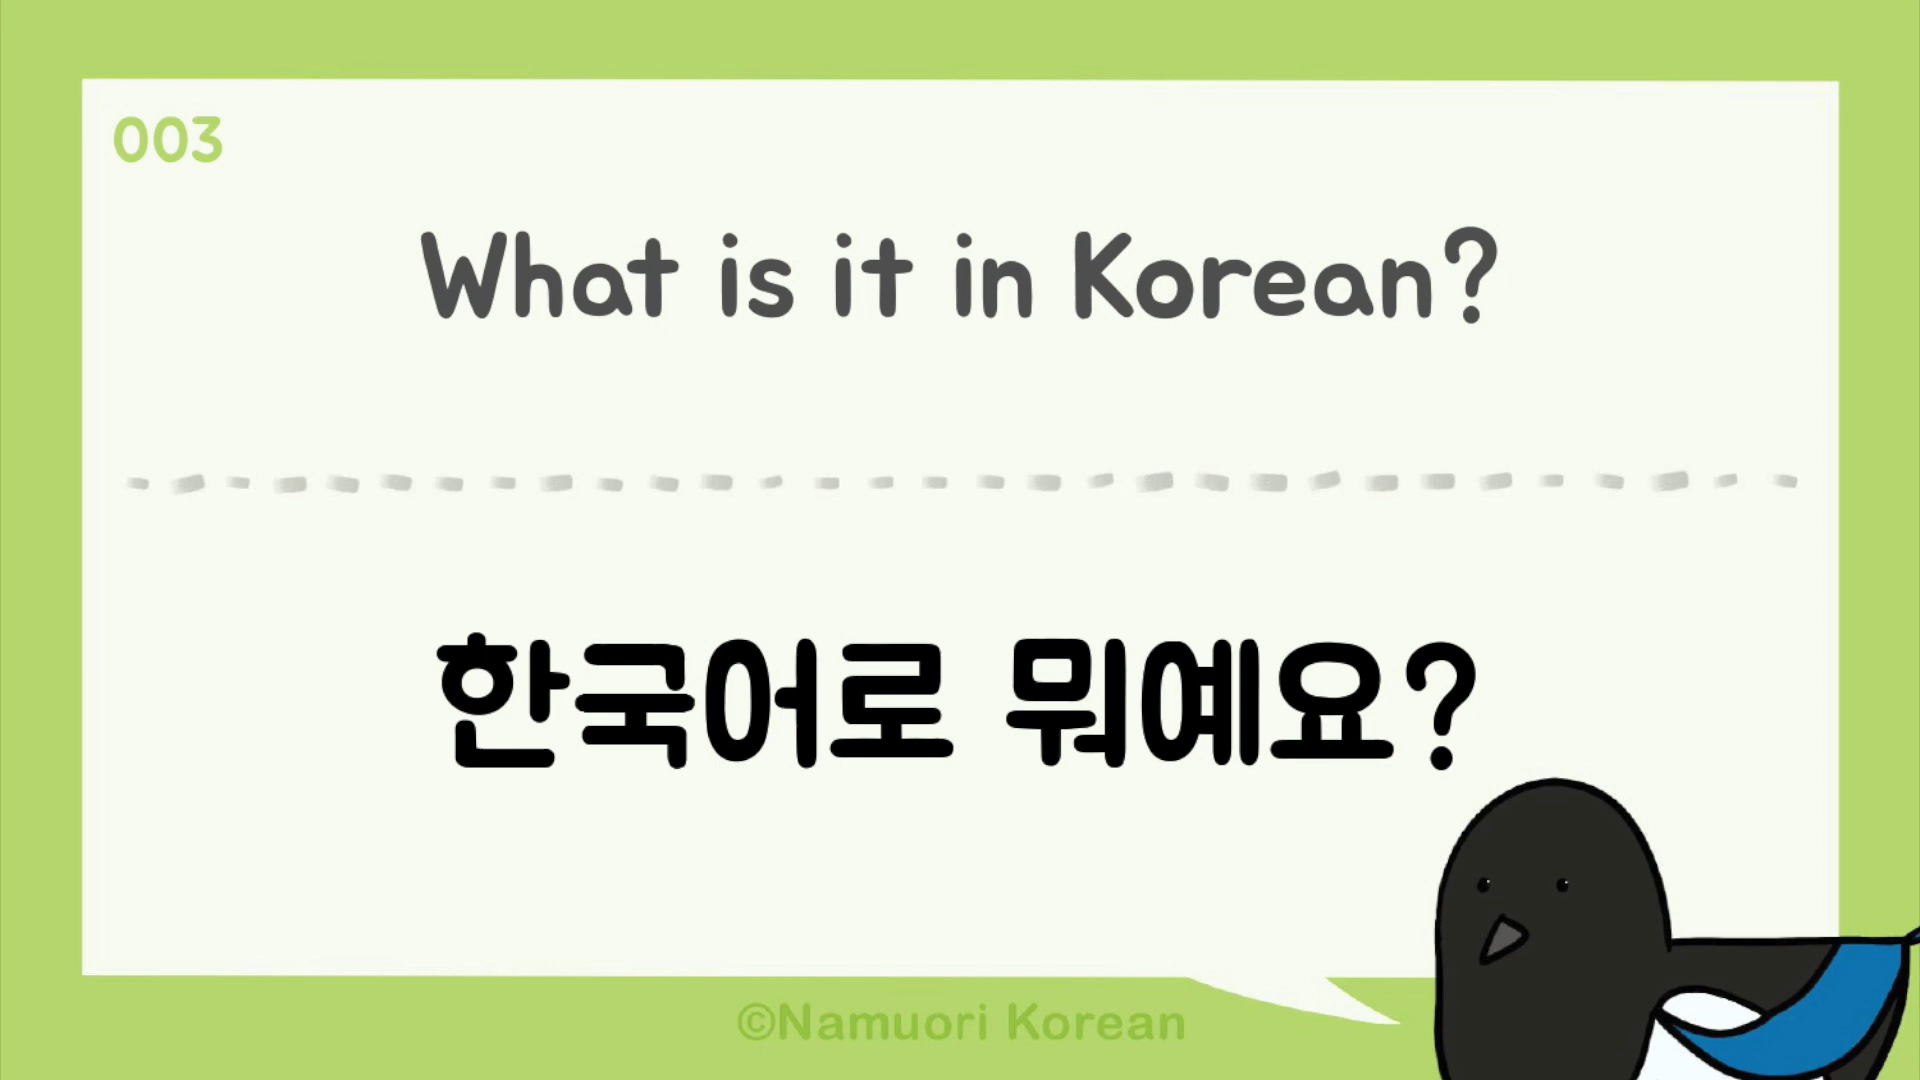 003
What is it in Korean?
한국어로 뭐예요?
©Namuori Korean